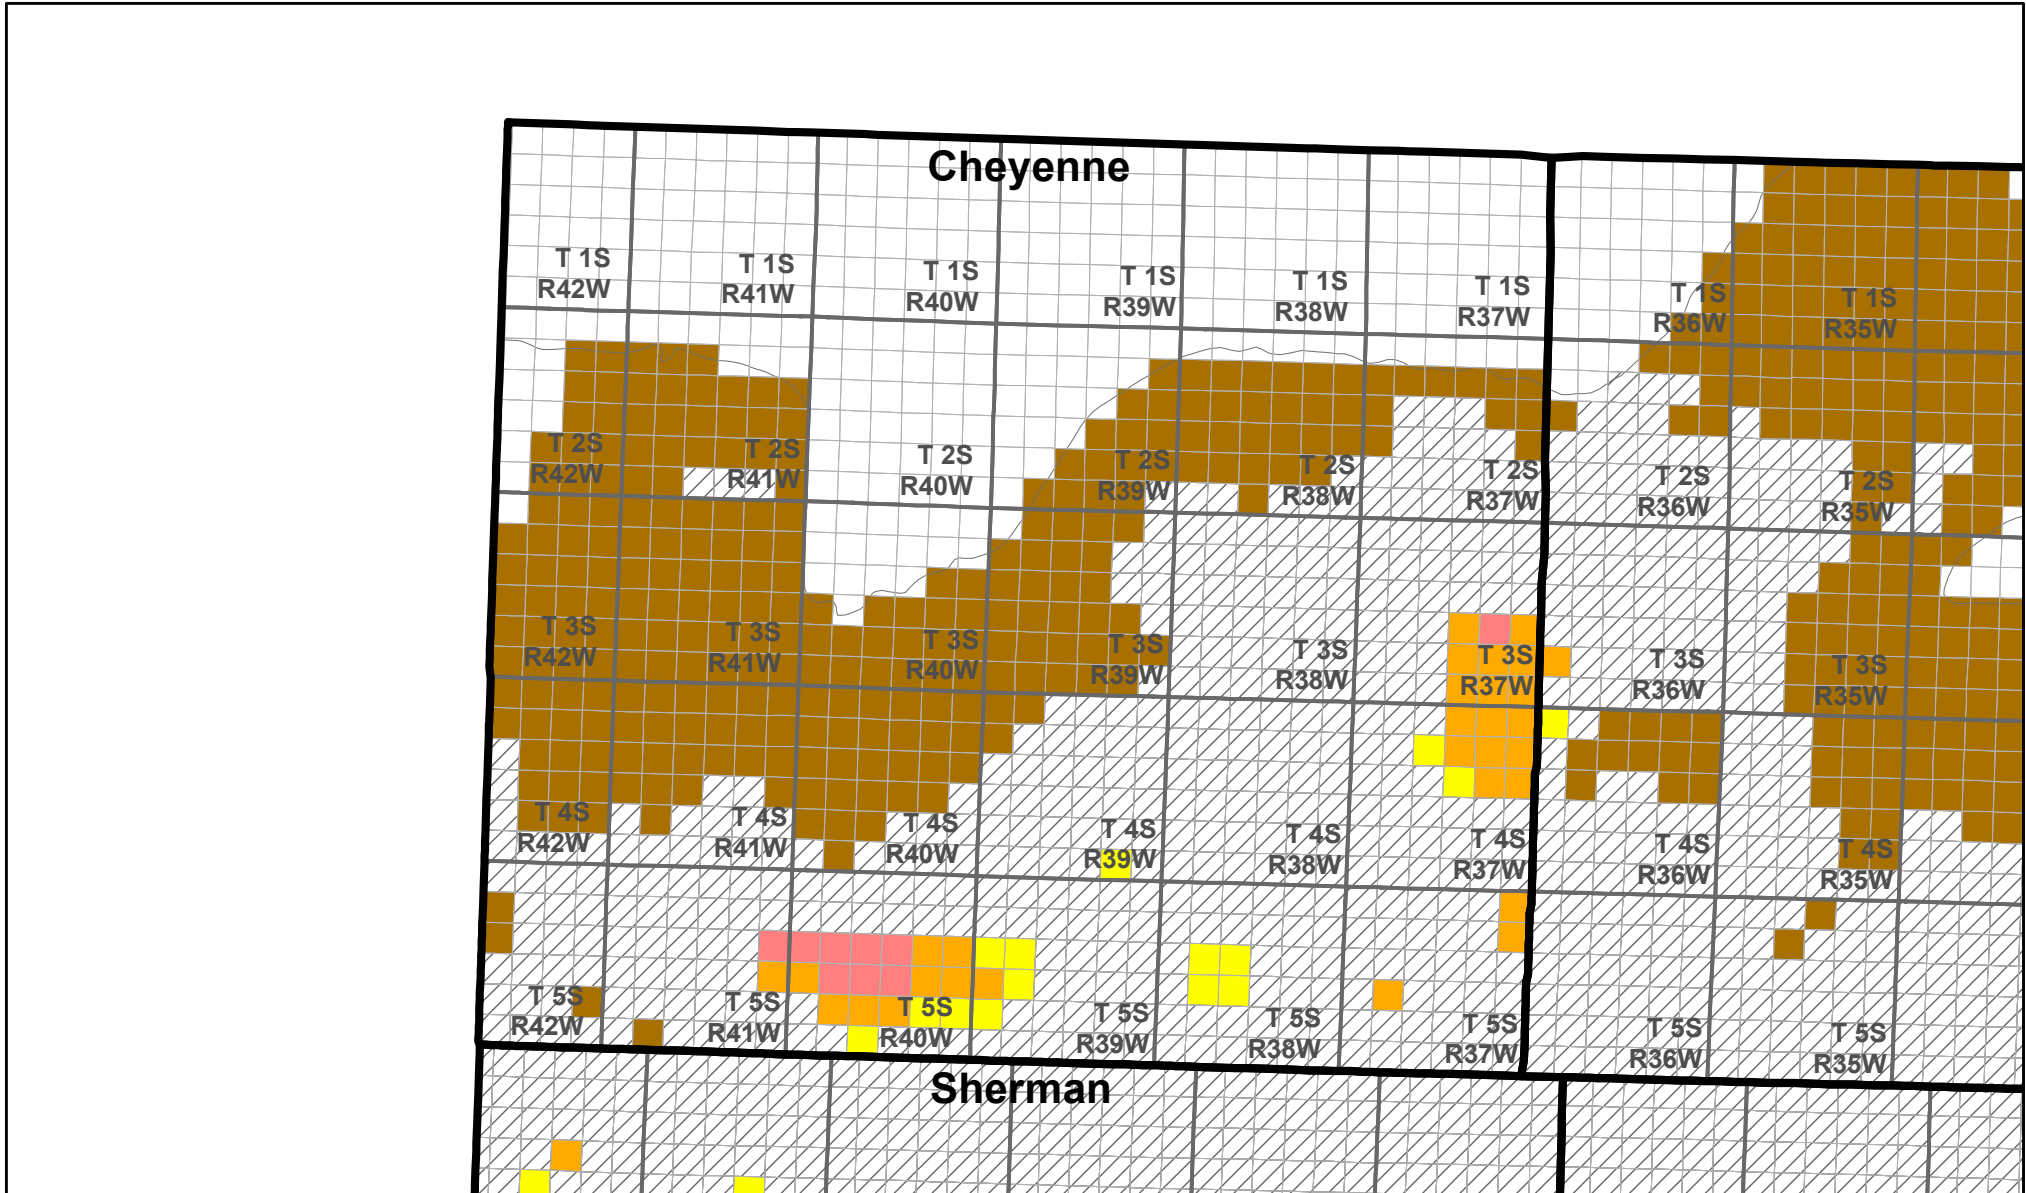 Cheyenne
T 1S
R42W
T 1S
R41W
T 1S
R40W
T 1S
R39W
T 1S
R38W
T 1S
R37W
T 1S
R36W
T 1S
R35W
T 2S
R42W
T 2S
R41W
T 2S
R40W
T 2S
R39W
T 2S
R38W
T 2S
R37W
T 2S
R36W
T 2S
R35W
T 3S
R42W
T 3S
R41W
T 3S
R40W
T 3S
R39W
T 3S
R38W
T 3S
R37W
T 3S
R36W
T 3S
R35W
T 4S
R42W
T 4S
R41W
T 4S
R40W
T 4S
R39W
T 4S
R38W
T 4S
R37W
T 4S
R36W
T 4S
R35W
T 5S
R42W
T 5S
R41W
T 5S
R40W
T 5S
R39W
T 5S
R38W
T 5S
R37W
T 5S
R36W
T 5S
R35W
Sherman